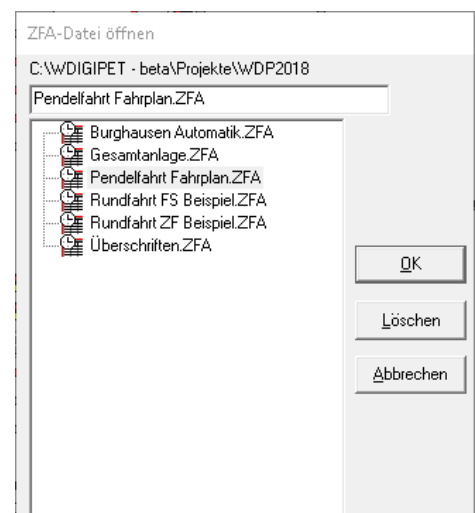 ZFA-Datei öffnen
C:\WDIGIPET - beta\Projekte\WDP2018
Pendelfahrt Fahrplan.ZFA
Burghausen Automatik.ZFA
Gesamtanlage.ZFA
Pendelfahrt Fahrplan.ZFA
Rundfahrt FS Beispiel.ZFA
Rundfahrt ZF Beispiel.ZFA
Überschriften.ZFA
OK
Löschen
Abbrechen